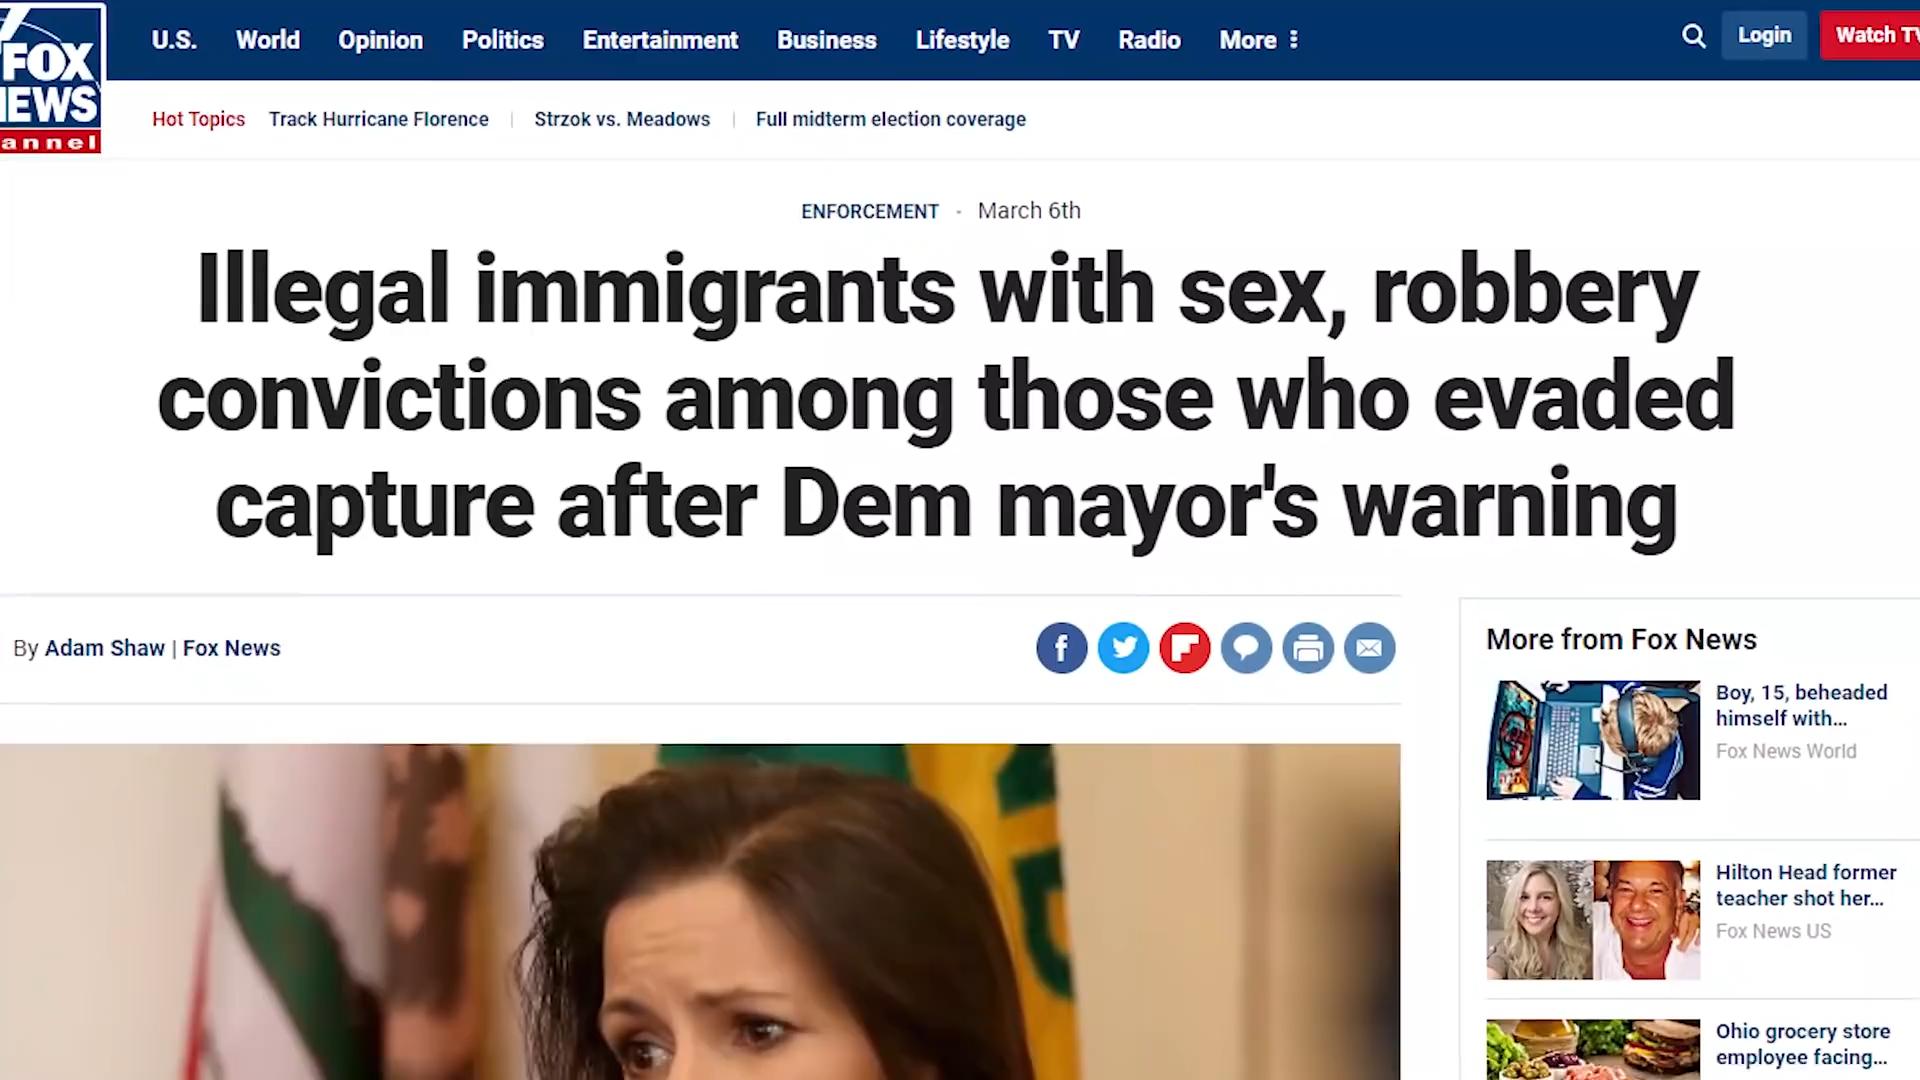 FOX
NEWS
U.S. World Opinion Politics Entertainment Business Lifestyle TV Radio More
Login
Watch TV
Hot Topics Track Hurricane Florence | Strzok vs. Meadows | Full midterm election coverage
ENFORCEMENT - March 6th
Illegal immigrants with sex, robbery
convictions among those who evaded
capture after Dem mayor's warning
By Adam Shaw | Fox News
More from Fox News
Boy, 15, beheaded
himself with...
Fox News World
Hilton Head former
teacher shot her...
Fox News US
Ohio grocery store
employee facing...